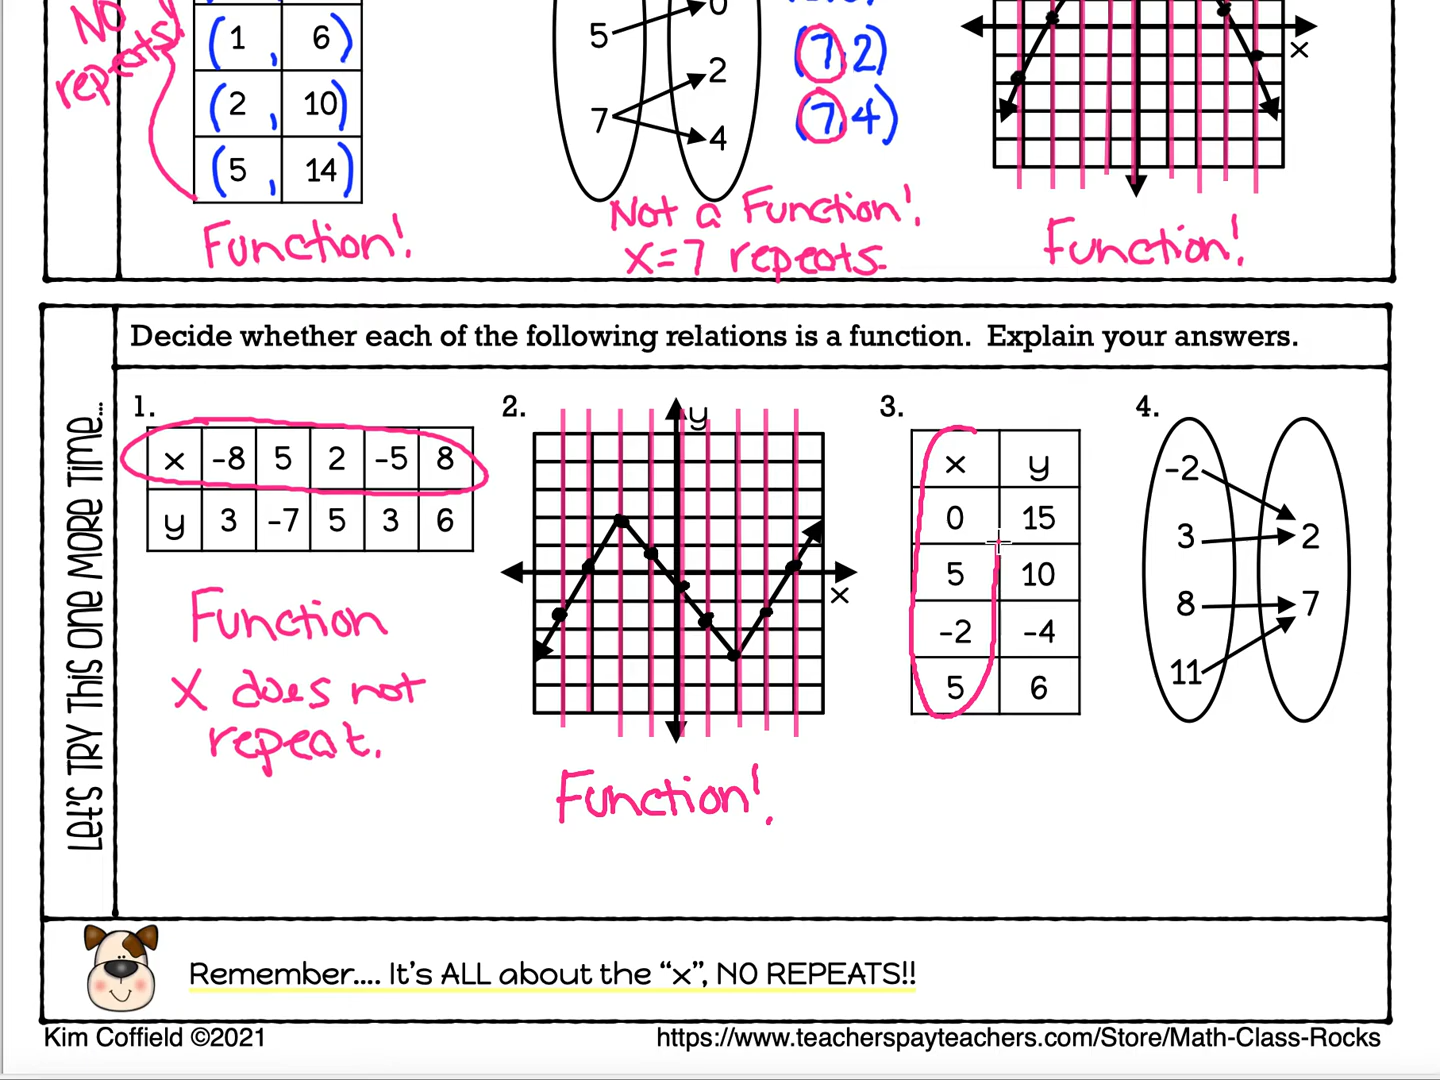 NO
repeats!
(1, 6)
(2, 10)
(5, 14)
Function!
5
7
0
2
4
(7,2)
(7,4)
Not a Function!
x=7 repeats.
x
Function!
Let's TRY THIS ONE MORE TIME...
Decide whether each of the following relations is a function. Explain your answers.
1.
x -8 5 2 -5 8
y 3 -7 5 3 6
Function
X does not
repeat.
2.
y
x
Function!
3.
x y
0 15
5 10
-2 -4
5 6
4.
-2
3
8
11
2
7
Remember.... It's ALL about the “x”, NO REPEATS!!
Kim Coffield ©2021
https://www.teacherspayteachers.com/Store/Math-Class-Rocks